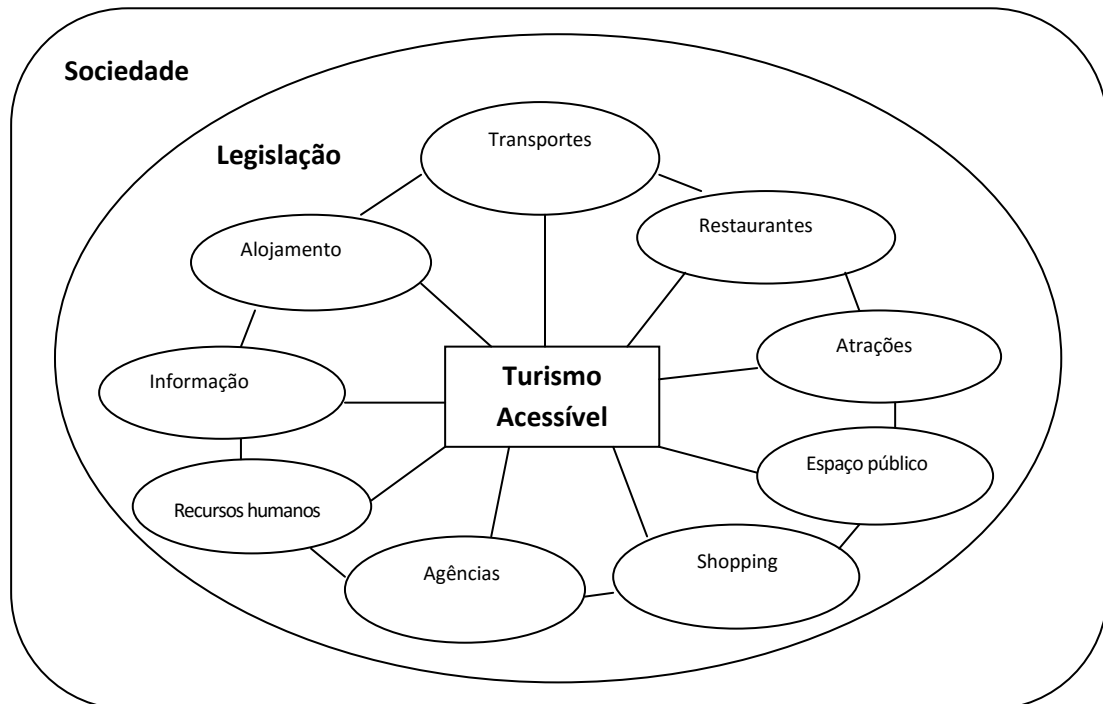 Sociedade
Legislação
Transportes
Restaurantes
Alojamento
Atrações
Informação
Turismo
Acessível
Espaço público
Recursos humanos
Agências
Shopping